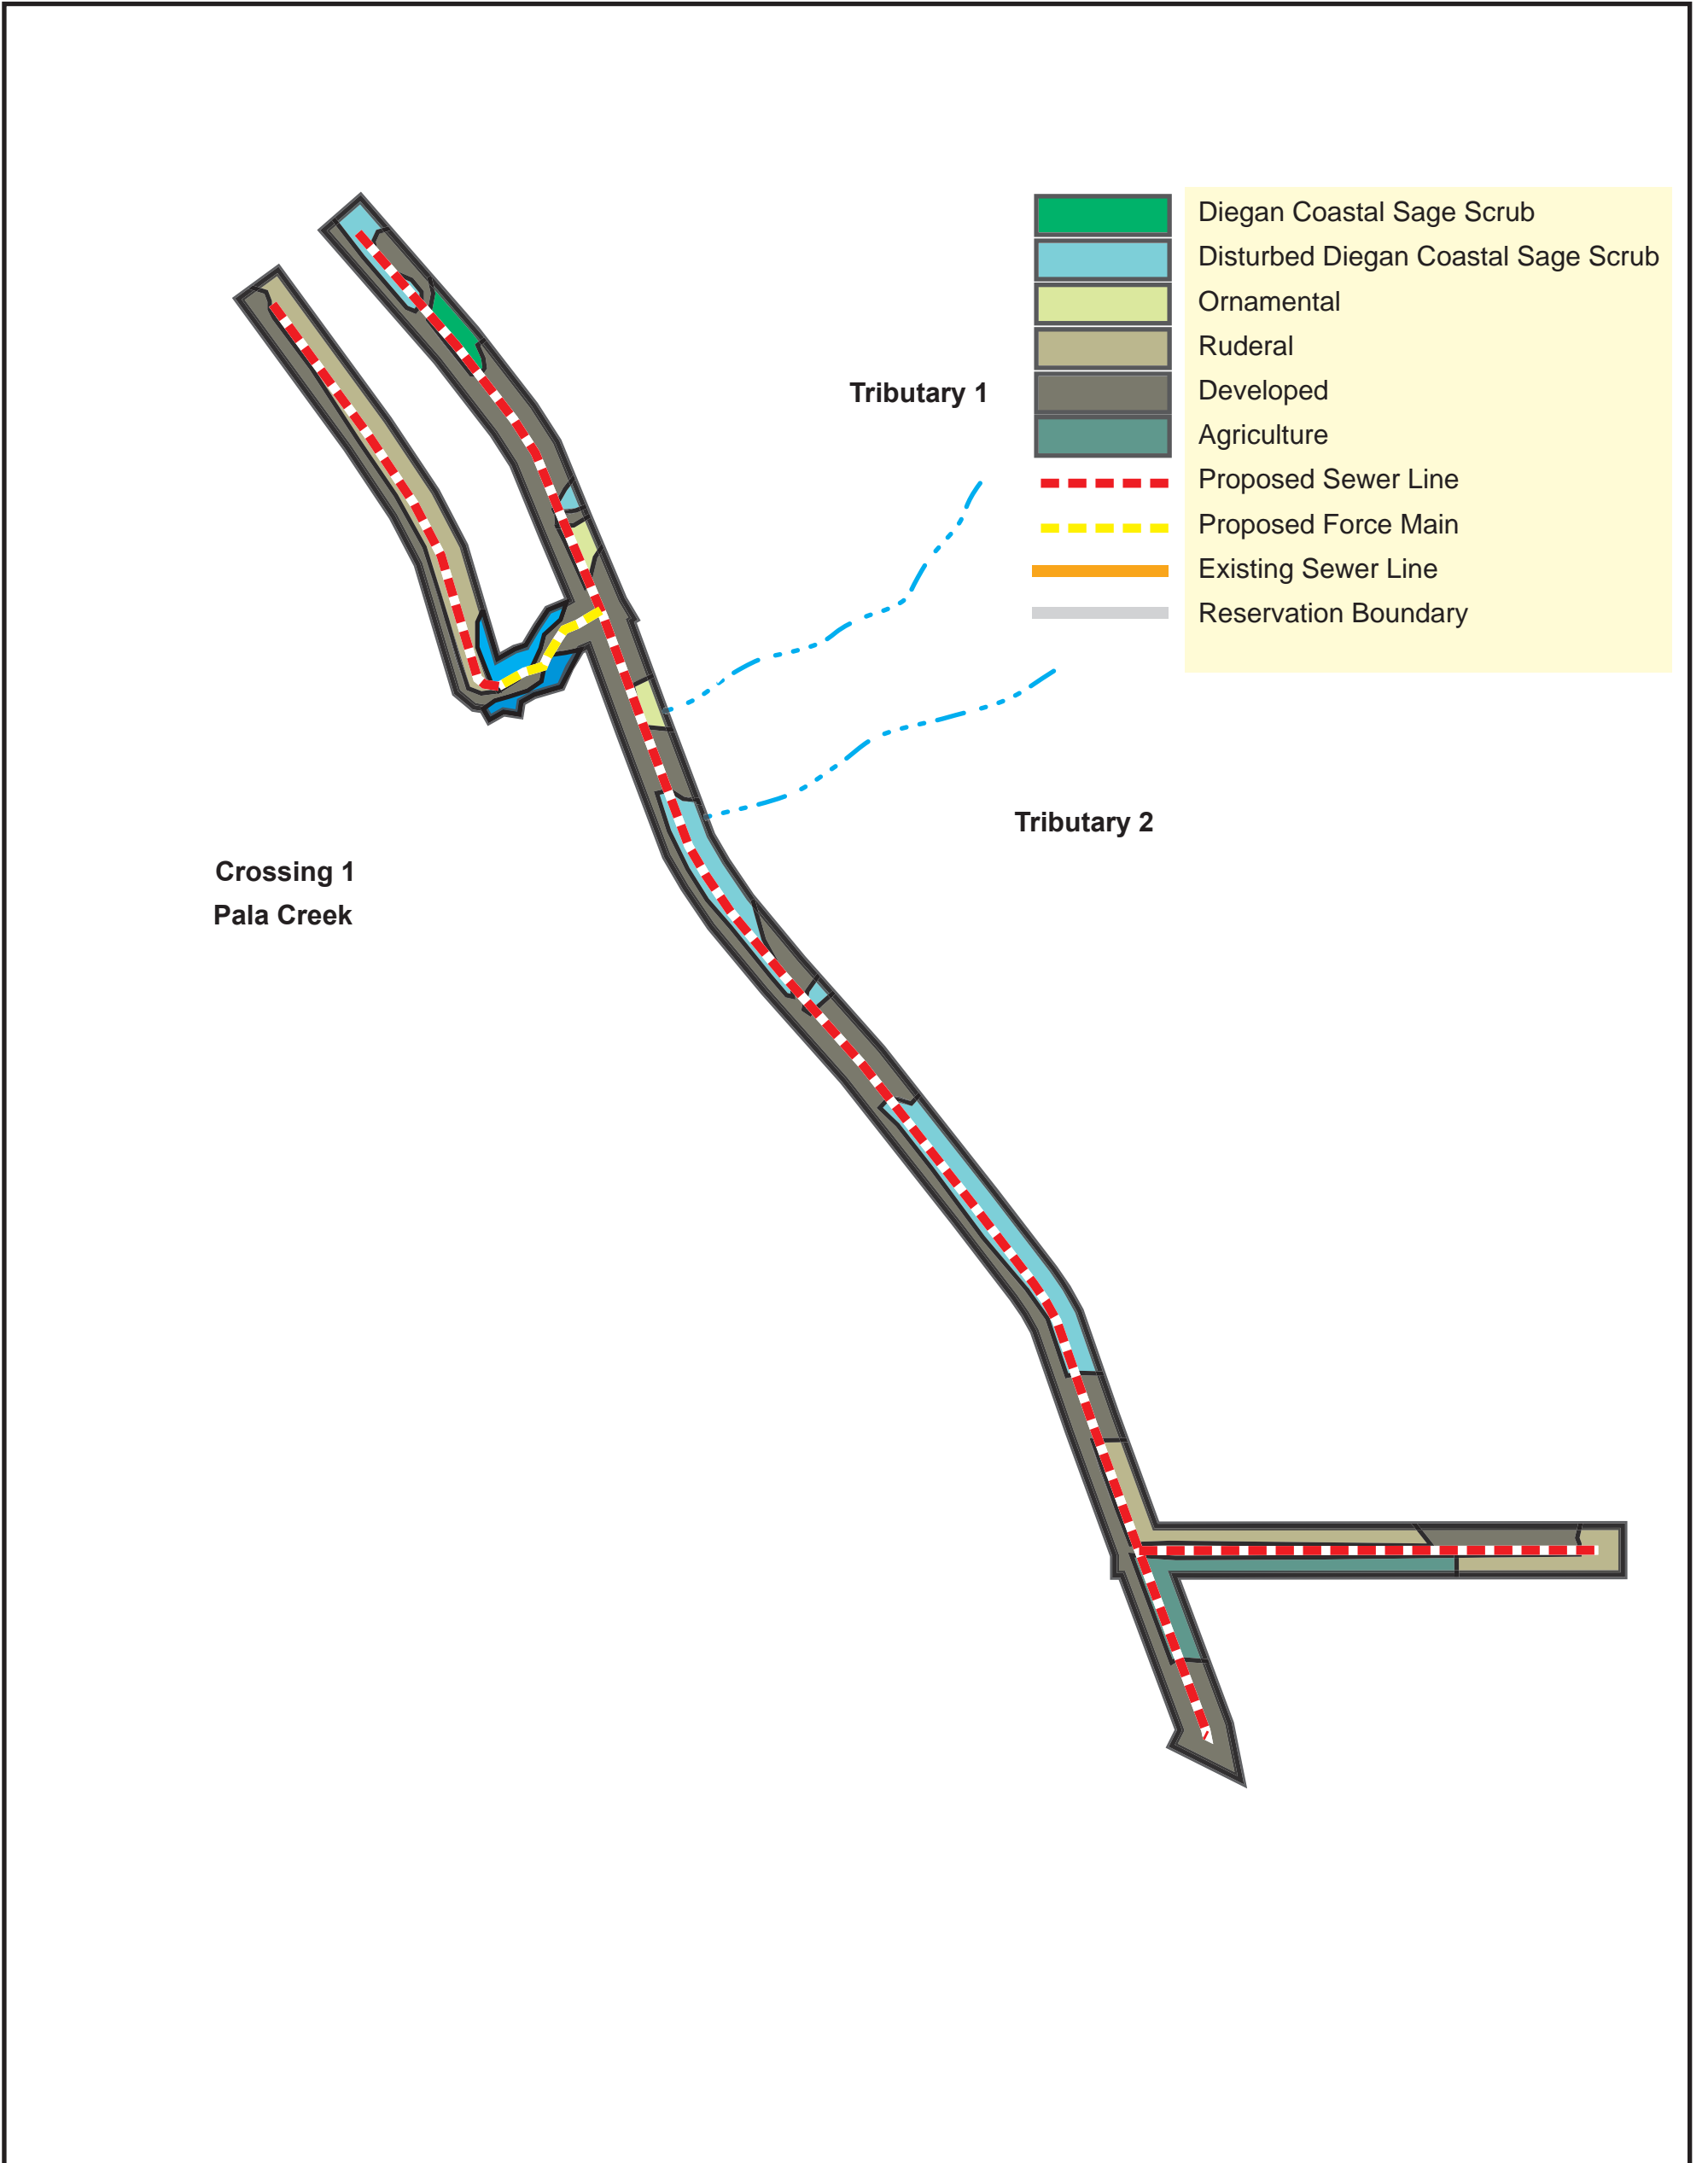 Diegan Coastal Sage Scrub
Disturbed Diegan Coastal Sage Scrub
Ornamental
Ruderal
Developed
Agriculture
Proposed Sewer Line
Proposed Force Main
Existing Sewer Line
Reservation Boundary
Tributary 1
Tributary 2
Crossing 1
Pala Creek